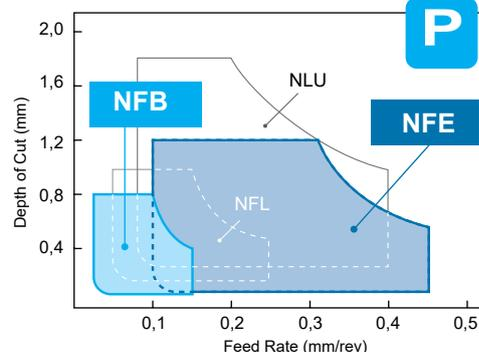 P
2,0
1,6
1,2
0,8
0,4
Depth of Cut (mm)
NFB
NLU
NFE
NFL
0,1
0,2
0,3
0,4
0,5
Feed Rate (mm/rev)